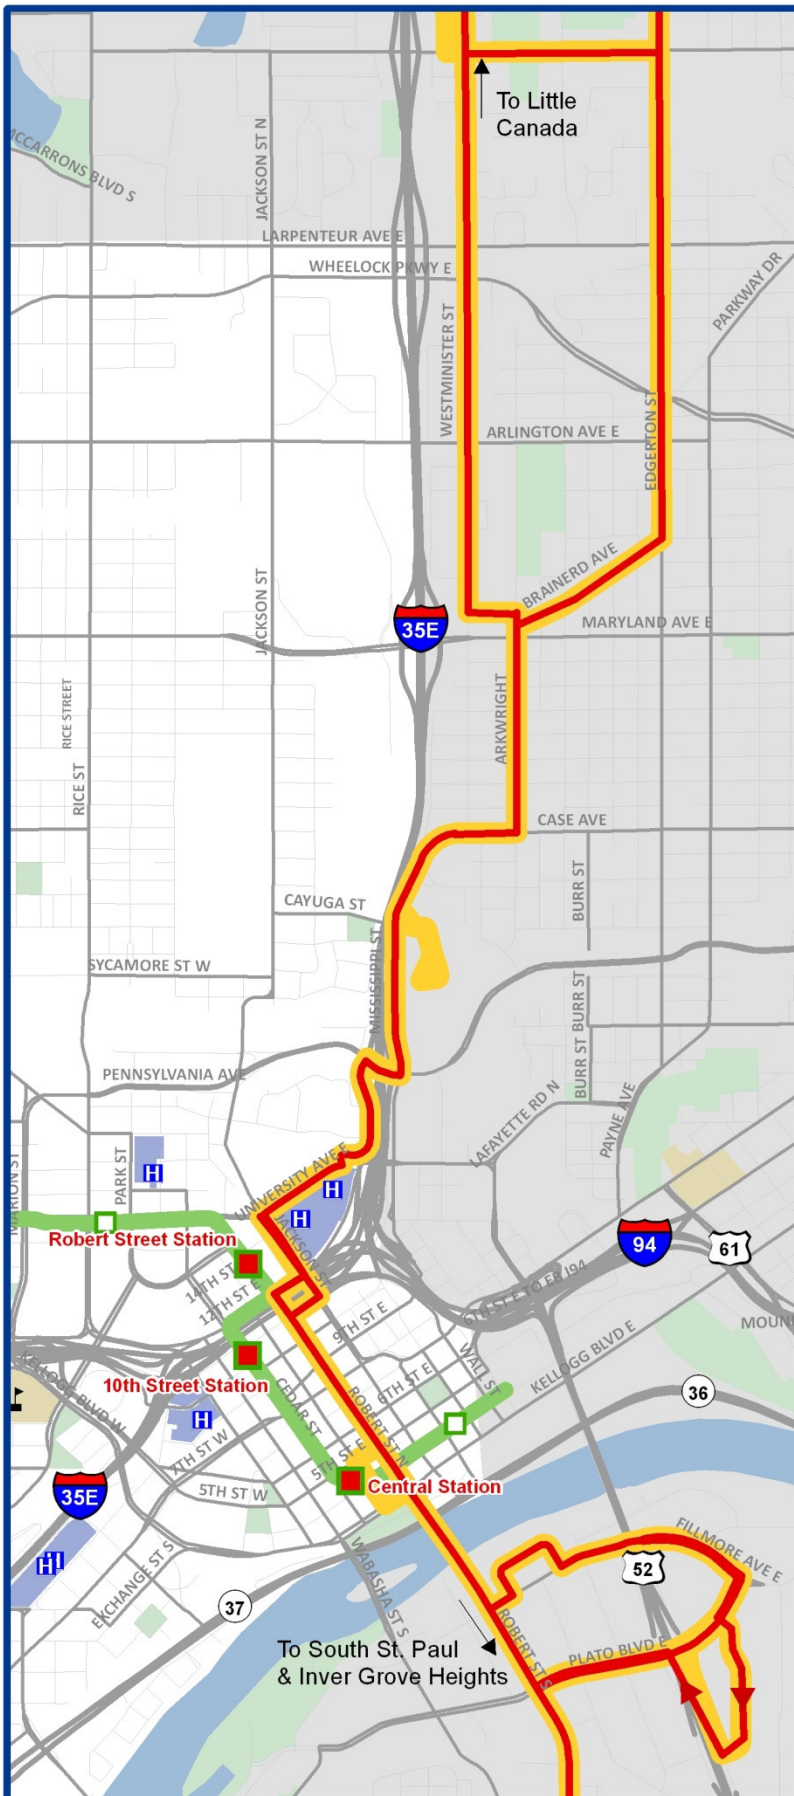 To Little
Canada
MCCARRONS BLVD S
JACKSON ST N
LARPENTEUR AVE E
WHEELOCK PKWY E
PARKWAY DR
WESTMINISTER ST
ARLINGTON AVE E
EDGERTON ST
JACKSON ST
BRAINERD AVE
35E
MARYLAND AVE E
RICE STREET
ARKWRIGHT
RICE ST
CASE AVE
BURR ST
CAYUGA ST
MISSISSIPPI ST
SYCAMORE ST W
BURR ST
PENNSYLVANIA AVE
BURR ST
LAFAYETTE RD N
PAYNE AVE
MARION ST
PARK ST
H
UNIVERSITY AVE E
H
H
JACKSON ST
Robert Street Station
94
61
14TH ST
12TH ST E
6TH ST E TO EB I94
9TH ST E
MOUN
KELLOGG BLVD E
WALL ST
KELLOGG BLVD W
10th Street Station
6TH ST E
36
CEDAR ST
ROBERT ST N
H
XTH ST W
5TH ST E
35E
5TH ST W
Central Station
FILLMORE AVE E
H
EXCHANGE ST S
WABASHA ST S
52
37
ROBERT ST S
PLATO BLVD E
To South St. Paul
& Inver Grove Heights